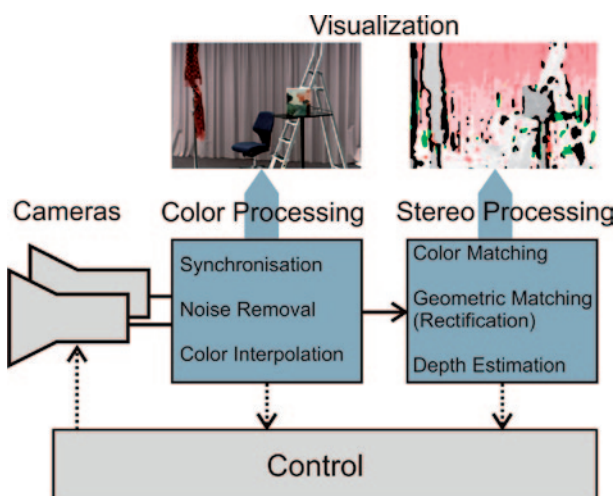 Visualization
Cameras
Color Processing
Stereo Processing
Synchronisation
Noise Removal
Color Interpolation
Color Matching
Geometric Matching
(Rectification)
Depth Estimation
Control